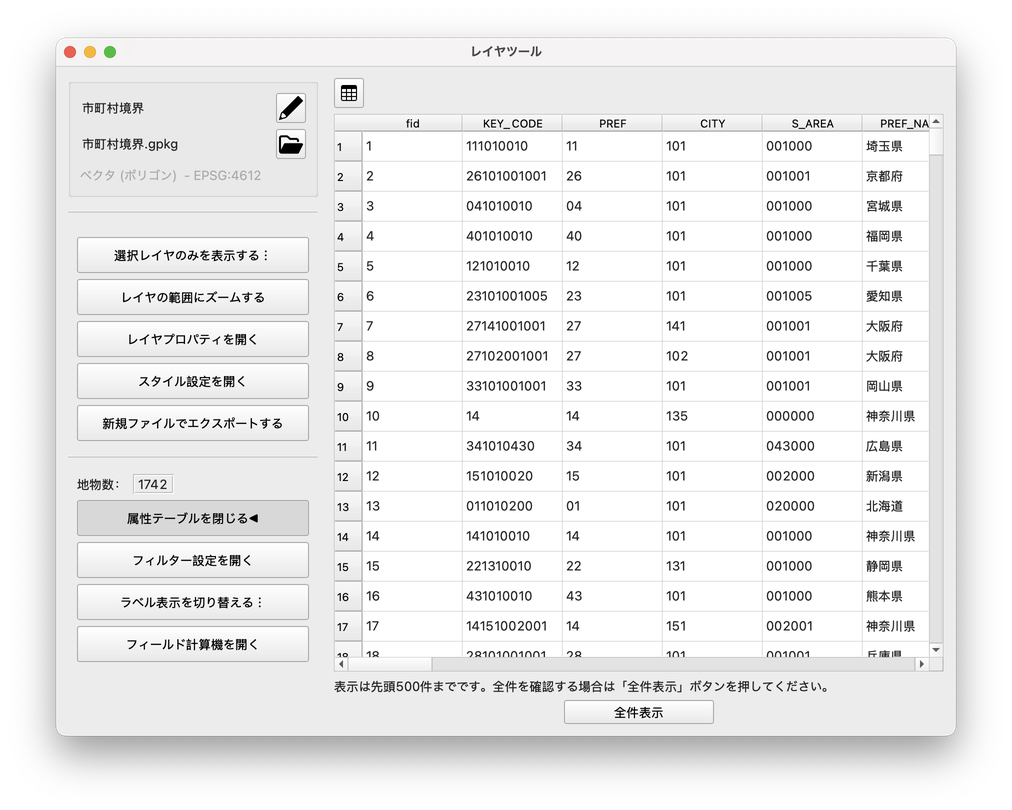 レイヤツール
市町村境界
市町村境界.gpkg
ベクタ (ポリゴン) - EPSG:4612
選択レイヤのみを表示する⋮
レイヤの範囲にズームする
レイヤプロパティを開く
スタイル設定を開く
新規ファイルでエクスポートする
地物数: 1742
属性テーブルを閉じる◀
フィルター設定を開く
ラベル表示を切り替える⋮
フィールド計算機を開く
fid KEY_CODE PREF CITY S_AREA PREF_NA
1 1 111010010 11 101 001000 埼玉県
2 2 26101001001 26 101 001001 京都府
3 3 041010010 04 101 001000 宮城県
4 4 401010010 40 101 001000 福岡県
5 5 121010010 12 101 001000 千葉県
6 6 23101001005 23 101 001005 愛知県
7 7 27141001001 27 141 001001 大阪府
8 8 27102001001 27 102 001001 大阪府
9 9 33101001001 33 101 001001 岡山県
10 10 14 14 135 000000 神奈川県
11 11 341010430 34 101 043000 広島県
12 12 151010020 15 101 002000 新潟県
13 13 011010200 01 101 020000 北海道
14 14 141010010 14 101 001000 神奈川県
15 15 221310010 22 131 001000 静岡県
16 16 431010010 43 101 001000 熊本県
17 17 14151002001 14 151 002001 神奈川県
18 18 28101001001 28 101 001001 兵庫県
表示は先頭500件までです。全件を確認する場合は「全件表示」ボタンを押してください。
全件表示